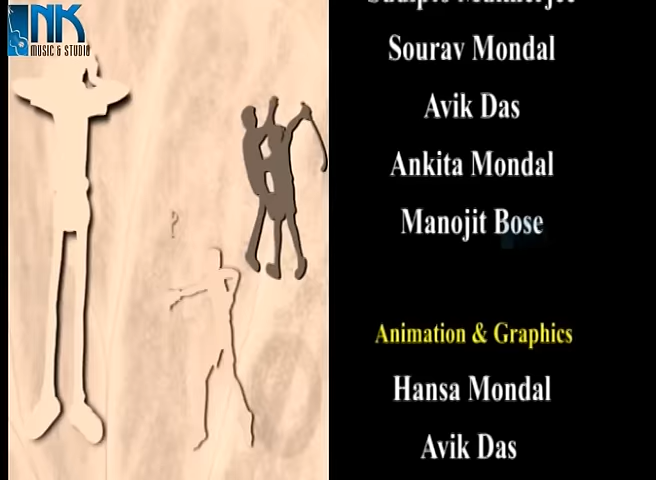 NK
MUSIC & STUDIO
Sourav Mondal
Avik Das
Ankita Mondal
Manojit Bose
Animation & Graphics
Hansa Mondal
Avik Das